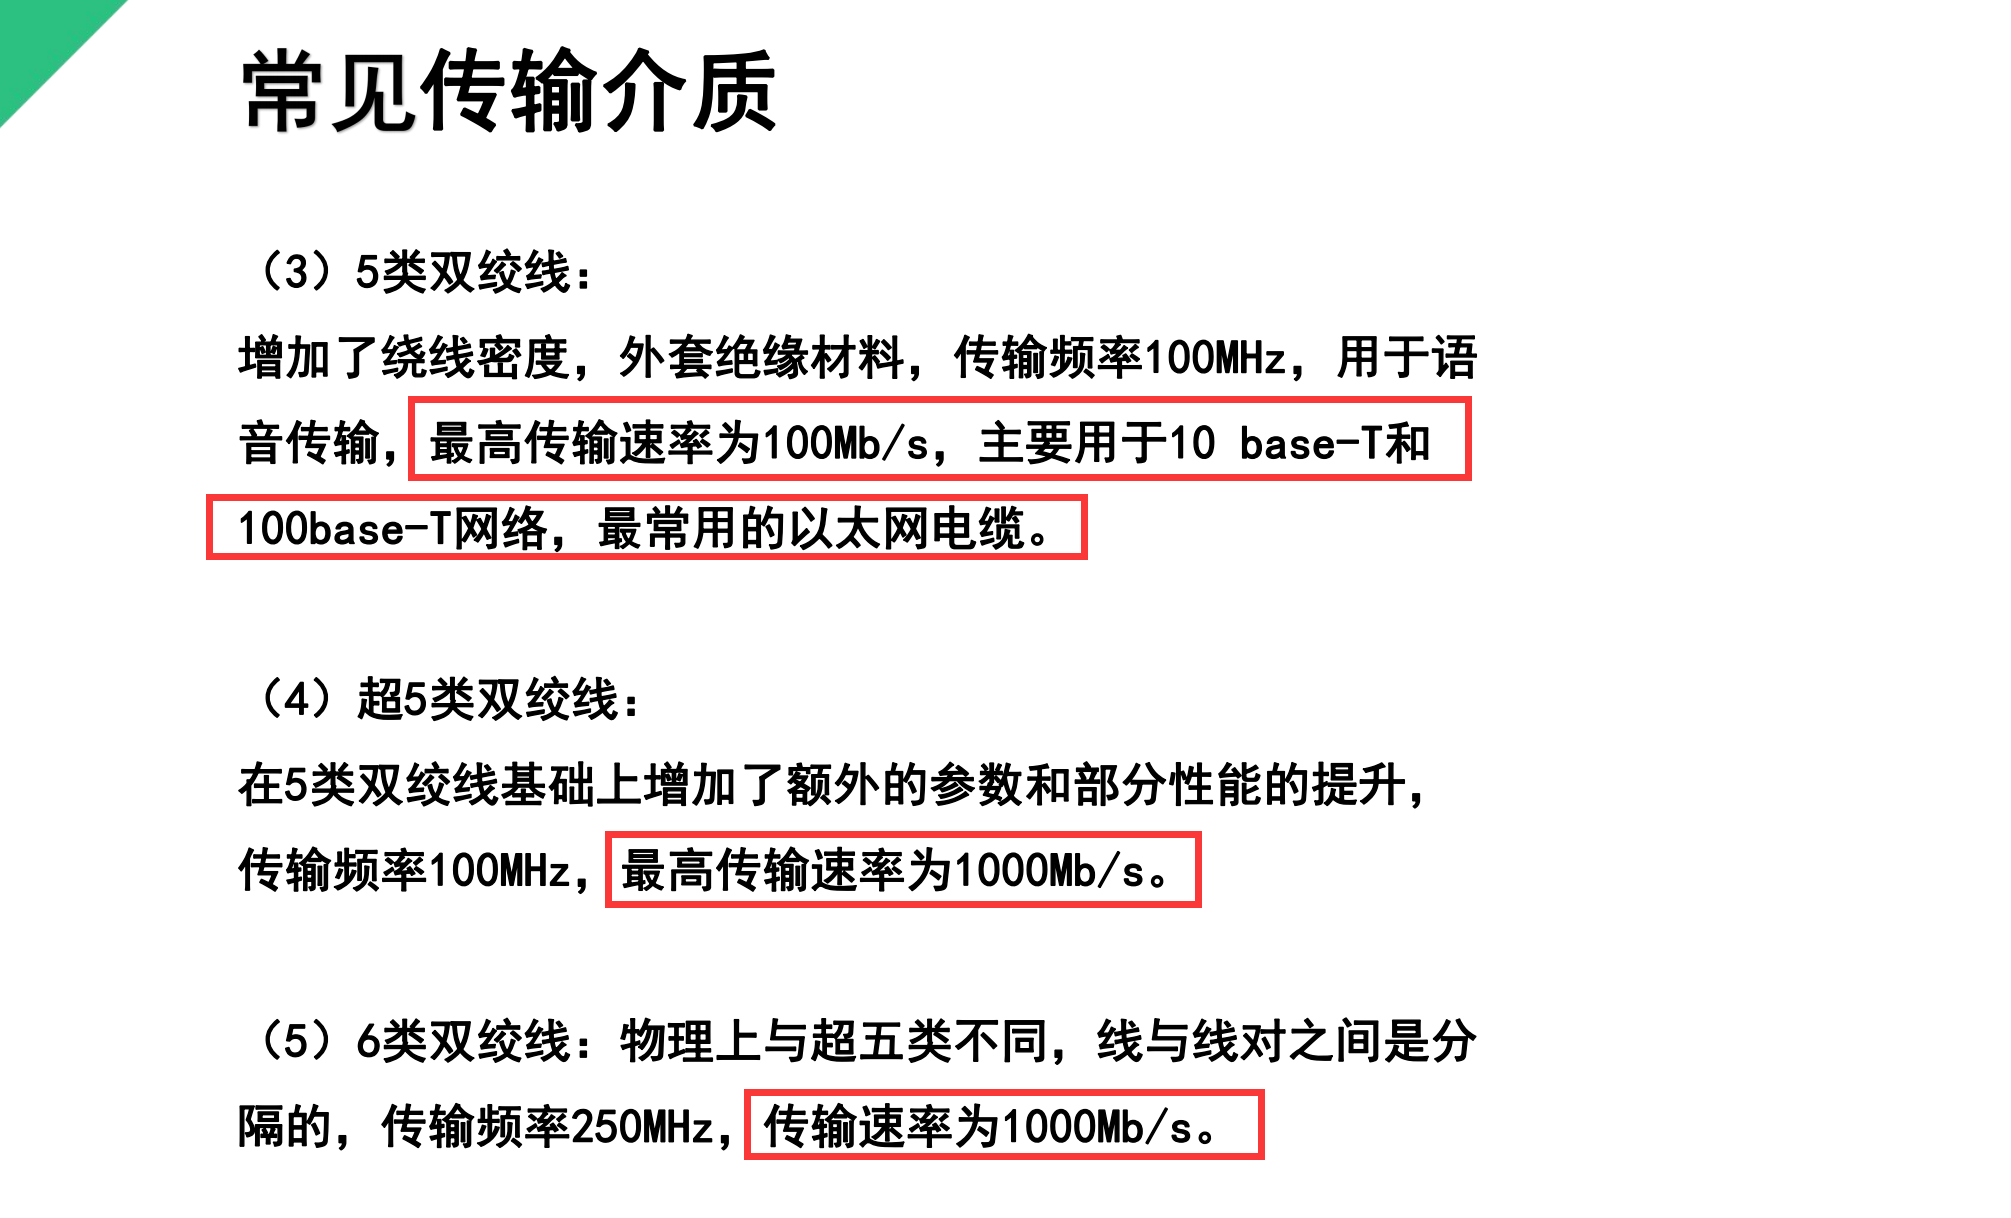 常见传输介质
（3）5类双绞线：
增加了绕线密度，外套绝缘材料，传输频率100MHz，用于语
音传输，最高传输速率为100Mb/s，主要用于10 base-T和
100base-T网络，最常用的以太网电缆。
（4）超5类双绞线：
在5类双绞线基础上增加了额外的参数和部分性能的提升，
传输频率100MHz，最高传输速率为1000Mb/s。
（5）6类双绞线：物理上与超五类不同，线与线对之间是分
隔的，传输频率250MHz，传输速率为1000Mb/s。